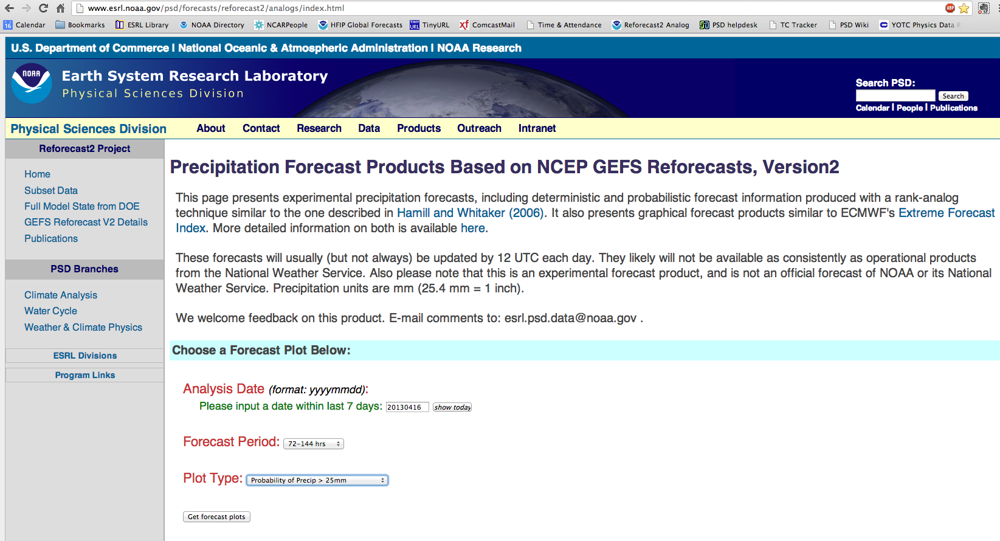 www.esrl.noaa.gov/psd/forecasts/reforecast2/analogs/index.html
ABP
16 Calendar Bookmarks ESRL Library NOAA Directory NCARPeople HFIP Global Forecasts TINY URL TinyURL Xf ComcastMail Time & Attendance Reforecast2 Analog PSD helpdesk TC Tracker PSD Wiki YOTC Physics Data R
U.S. Department of Commerce | National Oceanic & Atmospheric Administration | NOAA Research
NOAA
Earth System Research Laboratory
Physical Sciences Division
Search PSD:
Search
Calendar | People | Publications
Physical Sciences Division About Contact Research Data Products Outreach Intranet
Reforecast2 Project
Home
Subset Data
Full Model State from DOE
GEFS Reforecast V2 Details
Publications
PSD Branches
Climate Analysis
Water Cycle
Weather & Climate Physics
ESRL Divisions
Program Links
Precipitation Forecast Products Based on NCEP GEFS Reforecasts, Version2
This page presents experimental precipitation forecasts, including deterministic and probabilistic forecast information produced with a rank-analog
technique similar to the one described in Hamill and Whitaker (2006). It also presents graphical forecast products similar to ECMWF's Extreme Forecast
Index. More detailed information on both is available here.
These forecasts will usually (but not always) be updated by 12 UTC each day. They likely will not be available as consistently as operational products
from the National Weather Service. Also please note that this is an experimental forecast product, and is not an official forecast of NOAA or its National
Weather Service. Precipitation units are mm (25.4 mm = 1 inch).
We welcome feedback on this product. E-mail comments to: esrl.psd.data@noaa.gov .
Choose a Forecast Plot Below:
Analysis Date (format: yyyymmdd):
Please input a date within last 7 days: 20130416 show today
Forecast Period: 72-144 hrs
Plot Type: Probability of Precip > 25mm
Get forecast plots